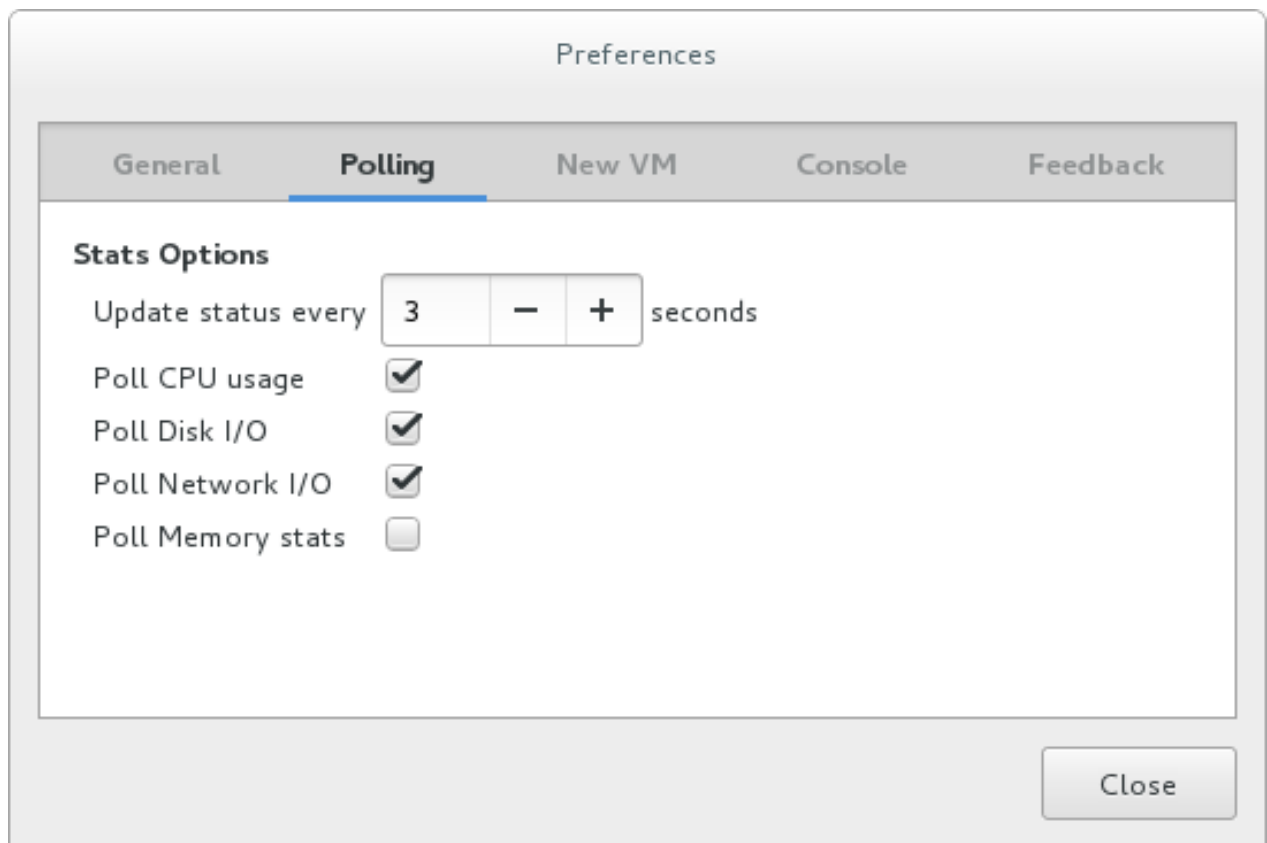 Preferences
General Polling New VM Console Feedback
Stats Options
Update status every 3 − + seconds
Poll CPU usage
Poll Disk I/O
Poll Network I/O
Poll Memory stats
Close